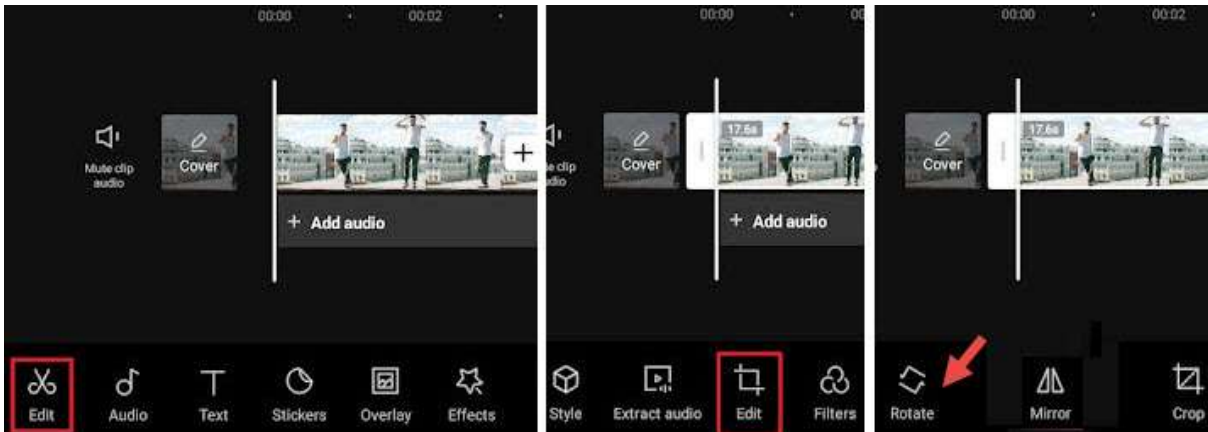 00:00
00:02
Mute clip
audio
Cover
+ Add audio
Edit
Audio
Text
Stickers
Overlay
Effects
00:00
Cover
17.6s
+ Add audio
Style
Extract audio
Edit
Filters
00:00
00:02
Cover
17.6s
Rotate
Mirror
Crop